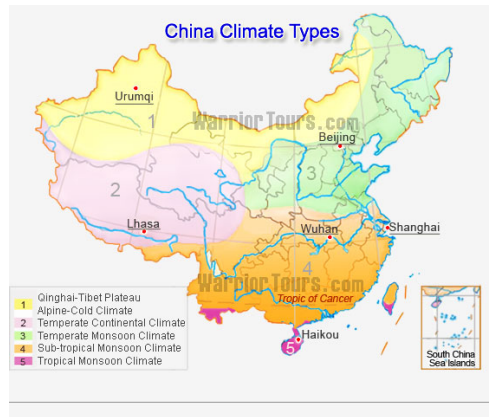 China Climate Types
Urumqi
1
WarriorTours.com
Beijing
3
2
Lhasa
Wuhan
Shanghai
4
WarpiorTours.com
Tropic of Cancer
1 Qinghai-Tibet Plateau
Alpine-Cold Climate
2 Temperate Continental Climate
3 Temperate Monsoon Climate
4 Sub-tropical Monsoon Climate
5 Tropical Monsoon Climate
Haikou
5
South China
Sea Islands